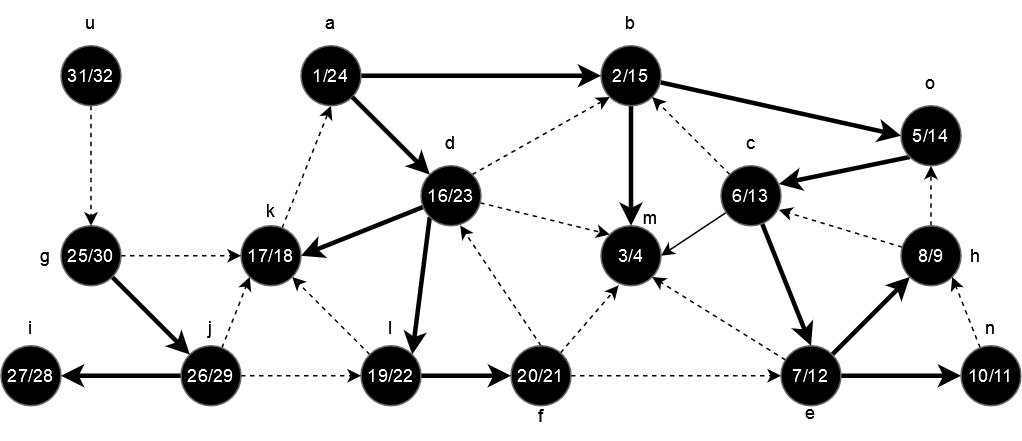 u
a
b
31/32
1/24
2/15
o
5/14
d
c
16/23
6/13
k
m
g
25/30
17/18
3/4
8/9
h
i
j
l
n
27/28
26/29
19/22
20/21
7/12
10/11
f
e